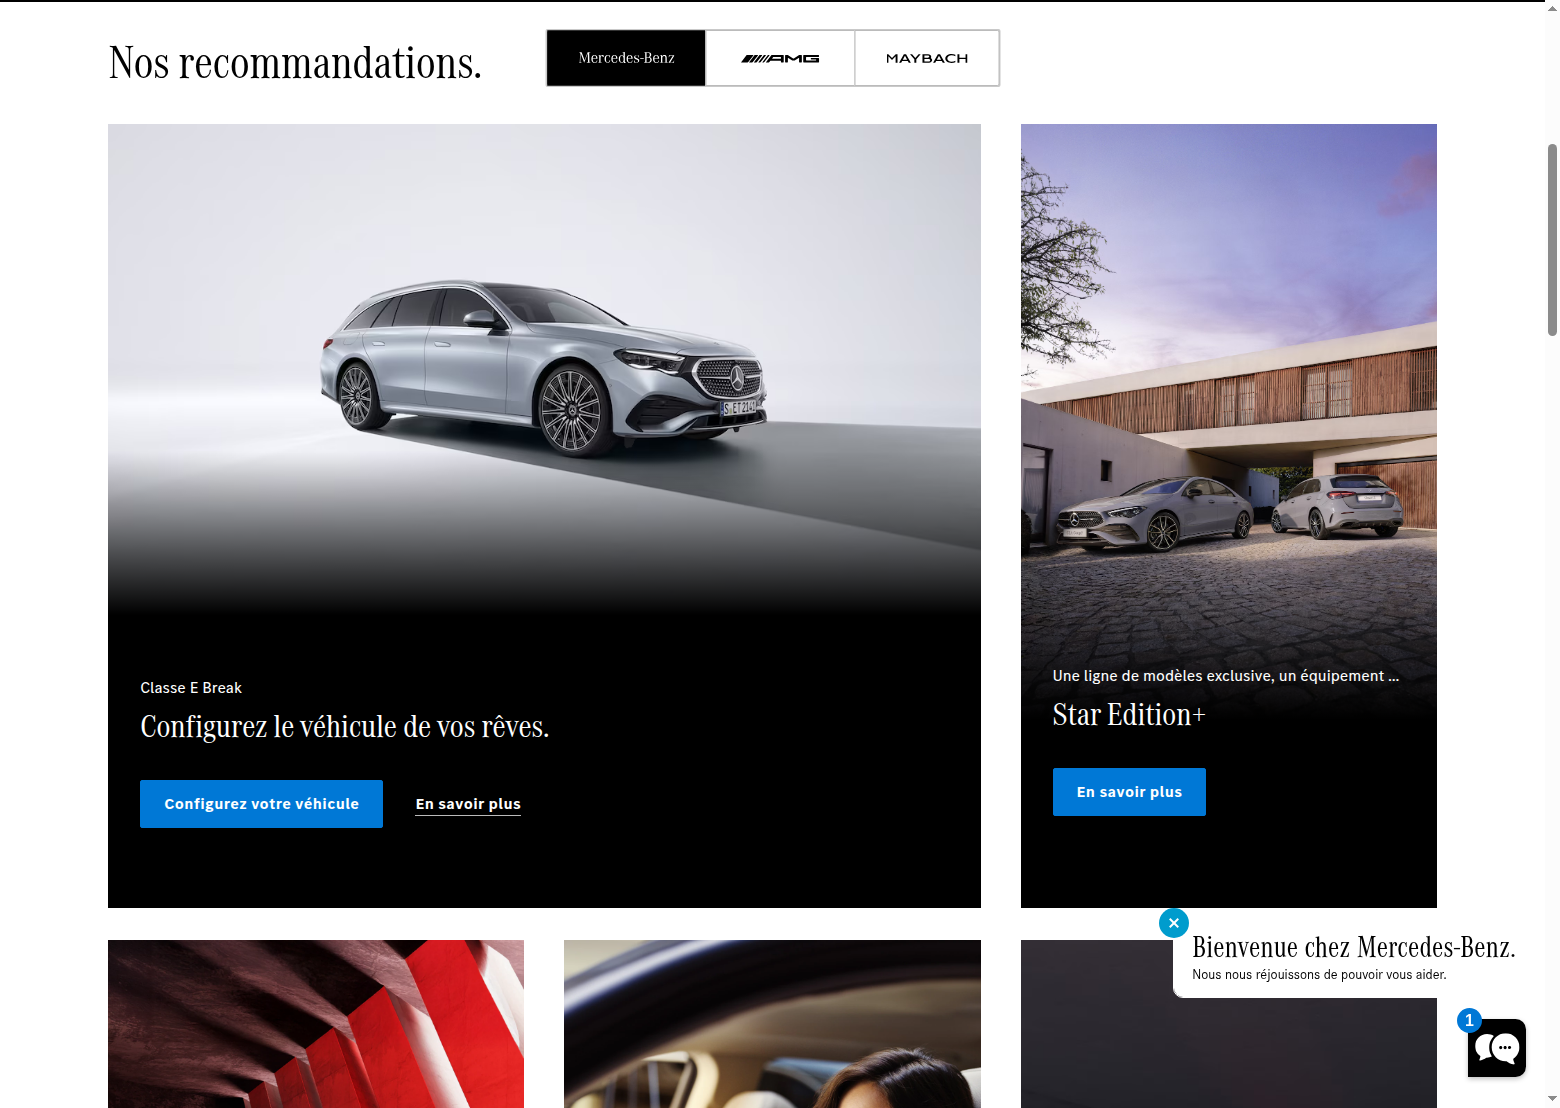 Nos recommandations.
Mercedes-Benz
AMG
MAYBACH
S ET 2141
Classe E Break
Configurez le véhicule de vos rêves.
Configurez votre véhicule
En savoir plus
Une ligne de modèles exclusive, un équipement ...
Star Edition+
En savoir plus
Bienvenue chez Mercedes-Benz.
Nous nous réjouissons de pouvoir vous aider.
1